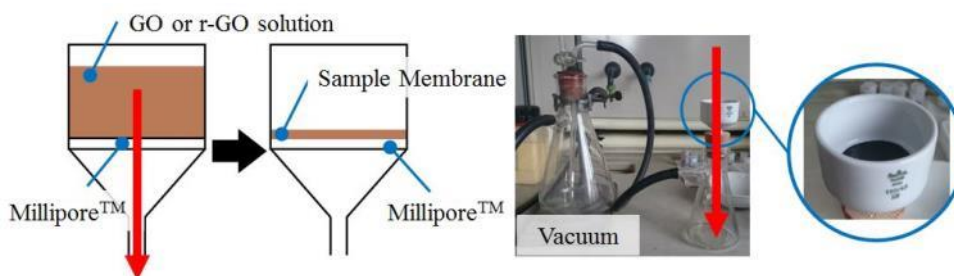 GO or r-GO solution
Sample Membrane
Millipore™
Millipore™
Vacuum